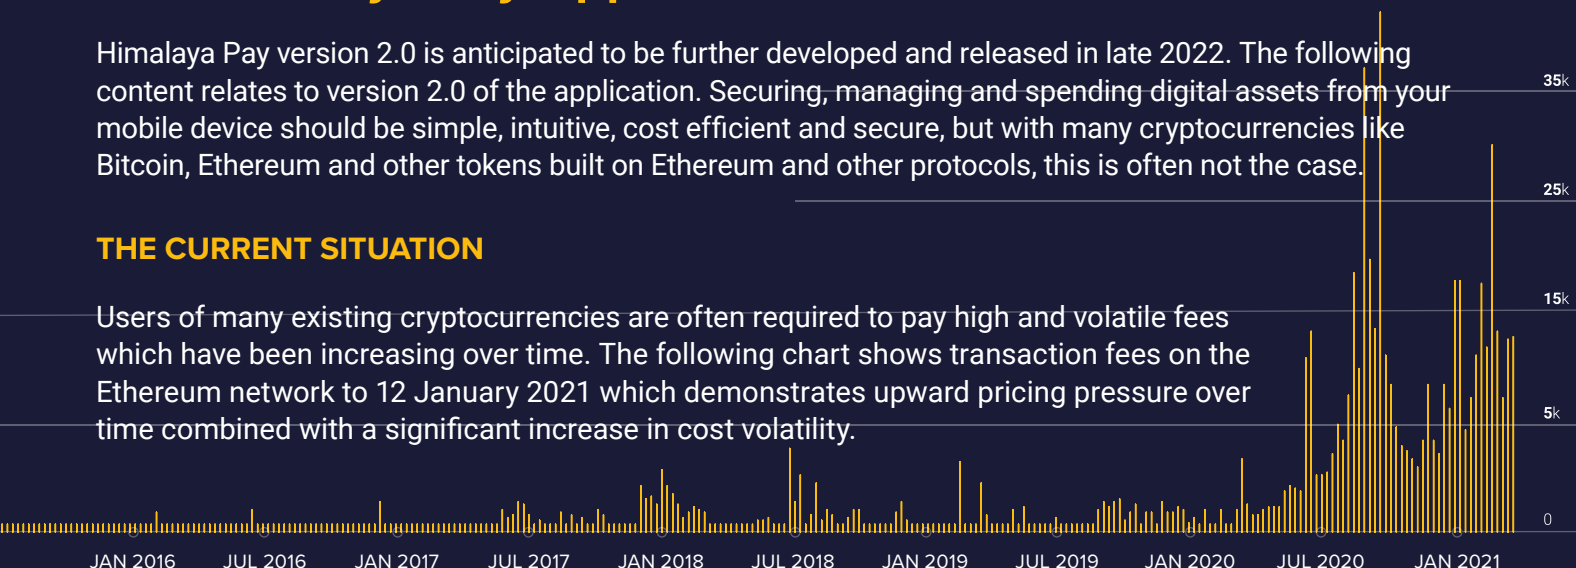 Himalaya Pay version 2.0 is anticipated to be further developed and released in late 2022. The following
content relates to version 2.0 of the application. Securing, managing and spending digital assets from your
mobile device should be simple, intuitive, cost efficient and secure, but with many cryptocurrencies like
Bitcoin, Ethereum and other tokens built on Ethereum and other protocols, this is often not the case.
THE CURRENT SITUATION
Users of many existing cryptocurrencies are often required to pay high and volatile fees
which have been increasing over time. The following chart shows transaction fees on the
Ethereum network to 12 January 2021 which demonstrates upward pricing pressure over
time combined with a significant increase in cost volatility.
35k
25k
15k
5k
0
JAN 2016 JUL 2016 JAN 2017 JUL 2017 JAN 2018 JUL 2018 JAN 2019 JUL 2019 JAN 2020 JUL 2020 JAN 2021